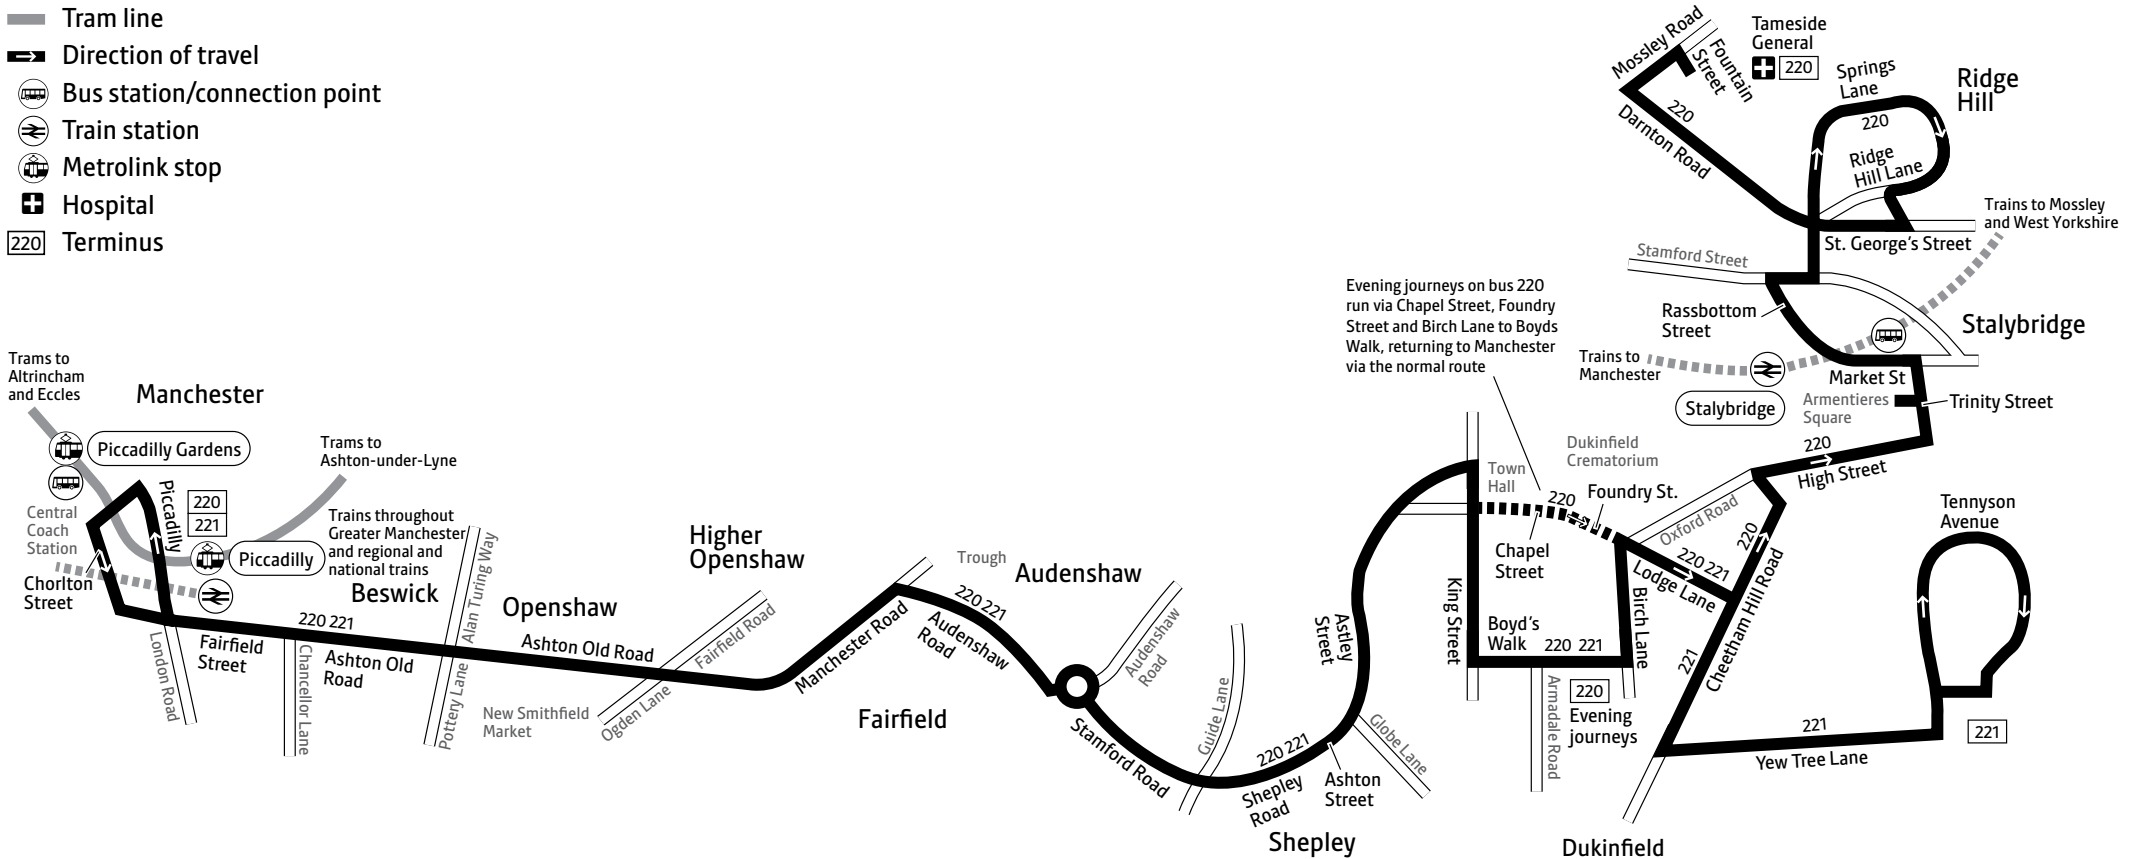 Tram line
Direction of travel
Bus station/connection point
Train station
Metrolink stop
Hospital
220 Terminus
Trams to
Altrincham
and Eccles
Manchester
Piccadilly Gardens
Central
Coach
Station
Chorlton
Street
Piccadilly
220
221
Trams to
Ashton-under-Lyne
Piccadilly
Trains throughout
Greater Manchester
and regional and
national trains
Beswick
London Road
Fairfield
Street
220 221
Chancellor Lane
Ashton Old
Road
Alan Turing Way
Pottery Lane
Openshaw
Ashton Old Road
New Smithfield
Market
Fairfield Road
Ogden Lane
Higher
Openshaw
Manchester Road
Fairfield
Trough
220 221
Audenshaw
Road
Audenshaw
Audenshaw
Road
Stamford Road
Guide Lane
220 221
Shepley
Road
Shepley
Ashton
Street
Globe Lane
Astley
Street
Evening journeys on bus 220
run via Chapel Street, Foundry
Street and Birch Lane to Boyds
Walk, returning to Manchester
via the normal route
Town
Hall
Dukinfield
Crematorium
220
Foundry St.
Chapel
Street
King Street
Boyd's
Walk
220 221
Birch Lane
Armadale Road
220
Evening
journeys
Dukinfield
Oxford Road
220 221
Lodge Lane
220
Cheetham Hill Road
221
221
Yew Tree Lane
221
Tennyson
Avenue
220
High Street
Armentieres
Square
Trinity Street
Market St
Stalybridge
Trains to
Manchester
Stalybridge
Rassbottom
Street
Stamford Street
Trains to Mossley
and West Yorkshire
St. George's Street
Ridge
Hill Lane
220
Springs
Lane
Ridge
Hill
Tameside
General
220
Fountain
Street
Mossley Road
220
Darnton Road